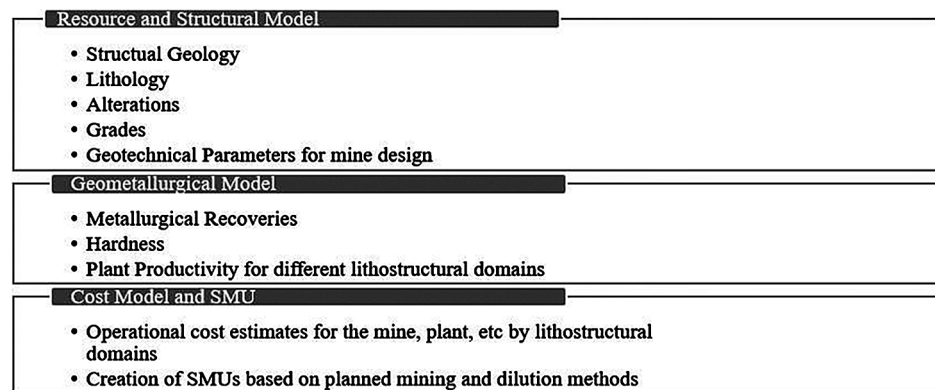 Resource and Structural Model
• Structual Geology
• Lithology
• Alterations
• Grades
• Geotechnical Parameters for mine design
Geometallurgical Model
• Metallurgical Recoveries
• Hardness
• Plant Productivity for different lithostructural domains
Cost Model and SMU
• Operational cost estimates for the mine, plant, etc by lithostructural
domains
• Creation of SMUs based on planned mining and dilution methods